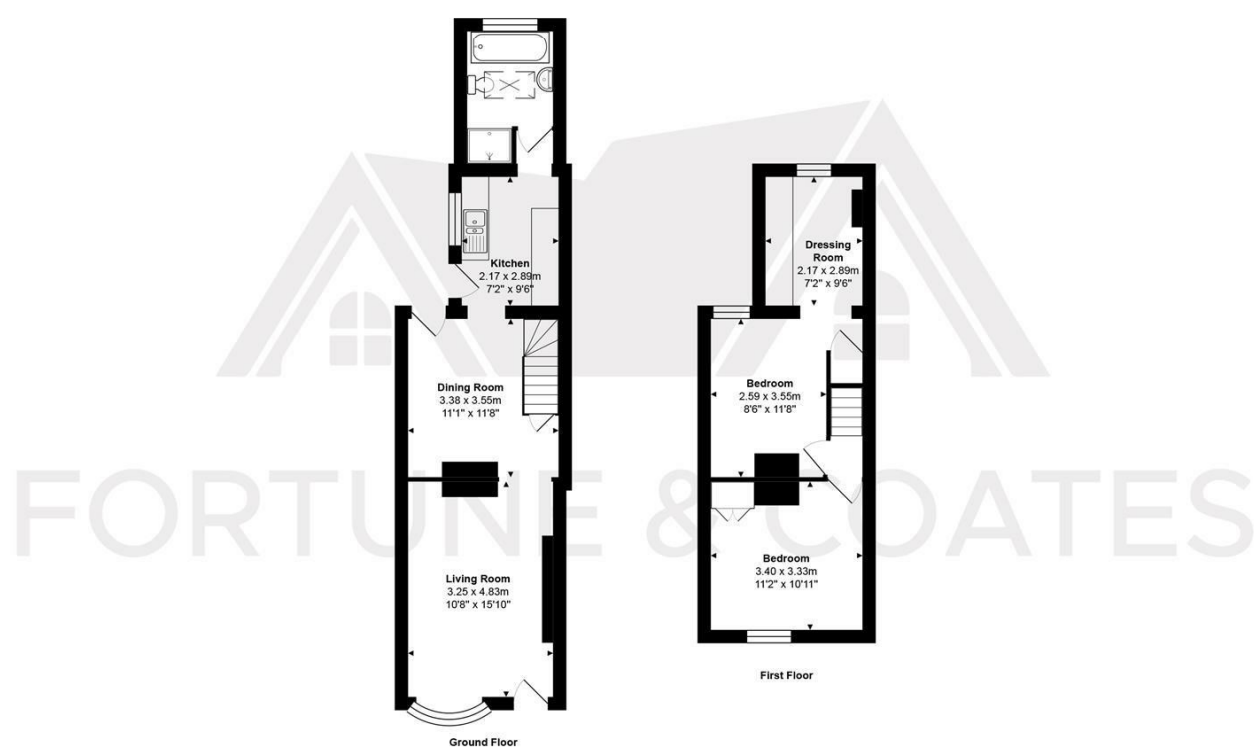 Kitchen
2.17 x 2.89m
7'2" x 9'6"
Dining Room
3.38 x 3.55m
11'1" x 11'8"
Living Room
3.25 x 4.83m
10'8" x 15'10"
Ground Floor
Dressing
Room
2.17 x 2.89m
7'2" x 9'6"
Bedroom
2.59 x 3.55m
8'6" x 11'8"
Bedroom
3.40 x 3.33m
11'2" x 10'11"
First Floor
FORTUNE & COATES